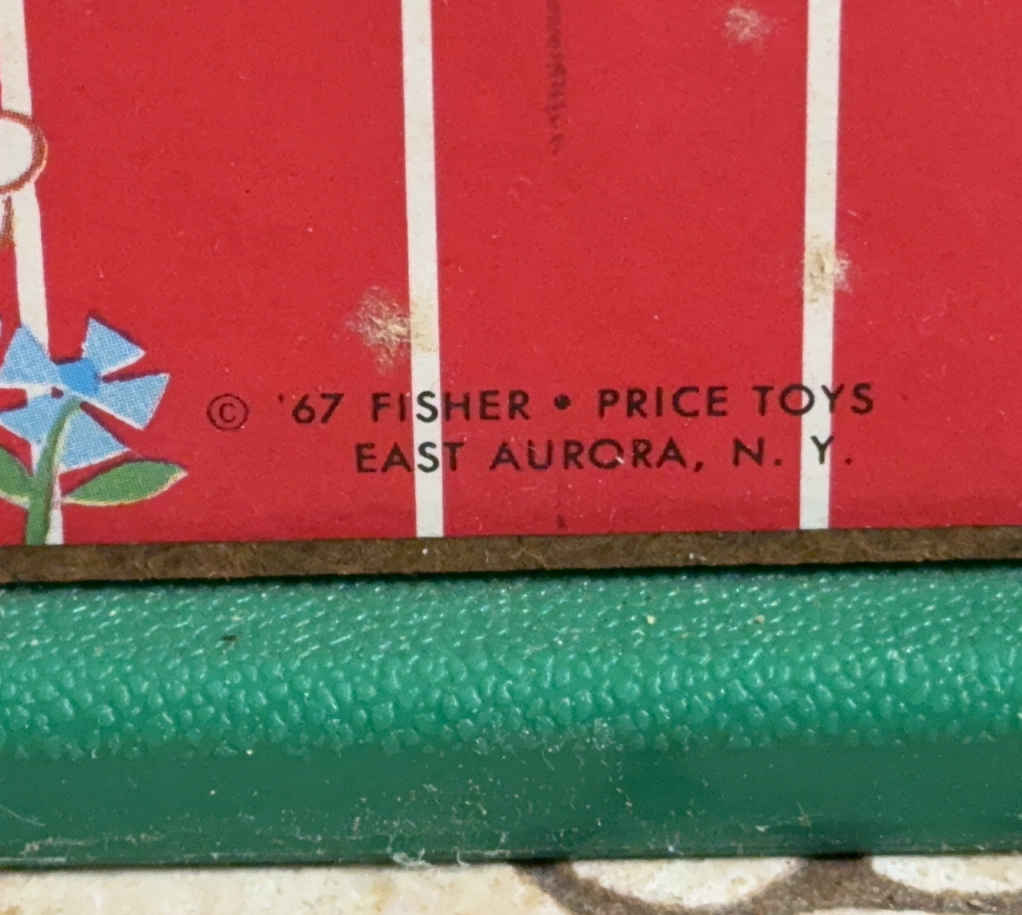 © '67 FISHER • PRICE TOYS
EAST AURORA, N. Y.